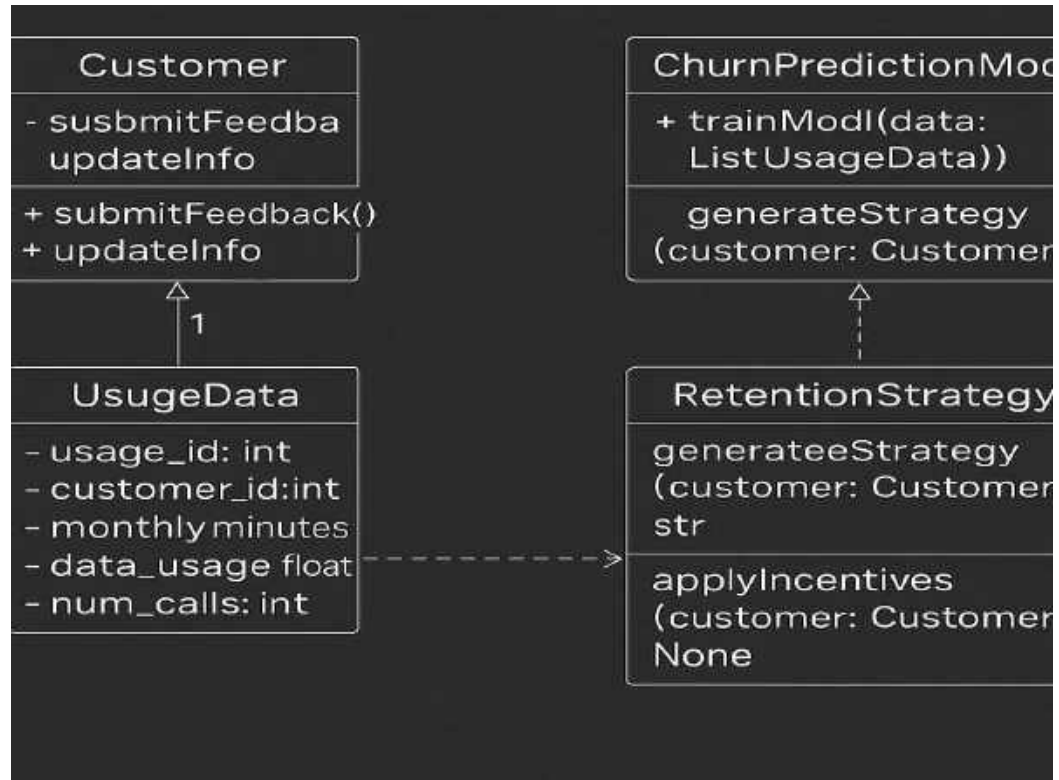 Customer
- susbmitFeedba
updateInfo
+ submitFeedback()
+ updateInfo
1
UsugeData
- usage_id: int
- customer_id:int
- monthly minutes
- data_usage float
- num_calls: int
ChurnPredictionMod
+ trainModl(data:
ListUsageData))
generateStrategy
(customer: Customer
RetentionStrategy
generateeStrategy
(customer: Customer
str
applyIncentives
(customer: Customer
None